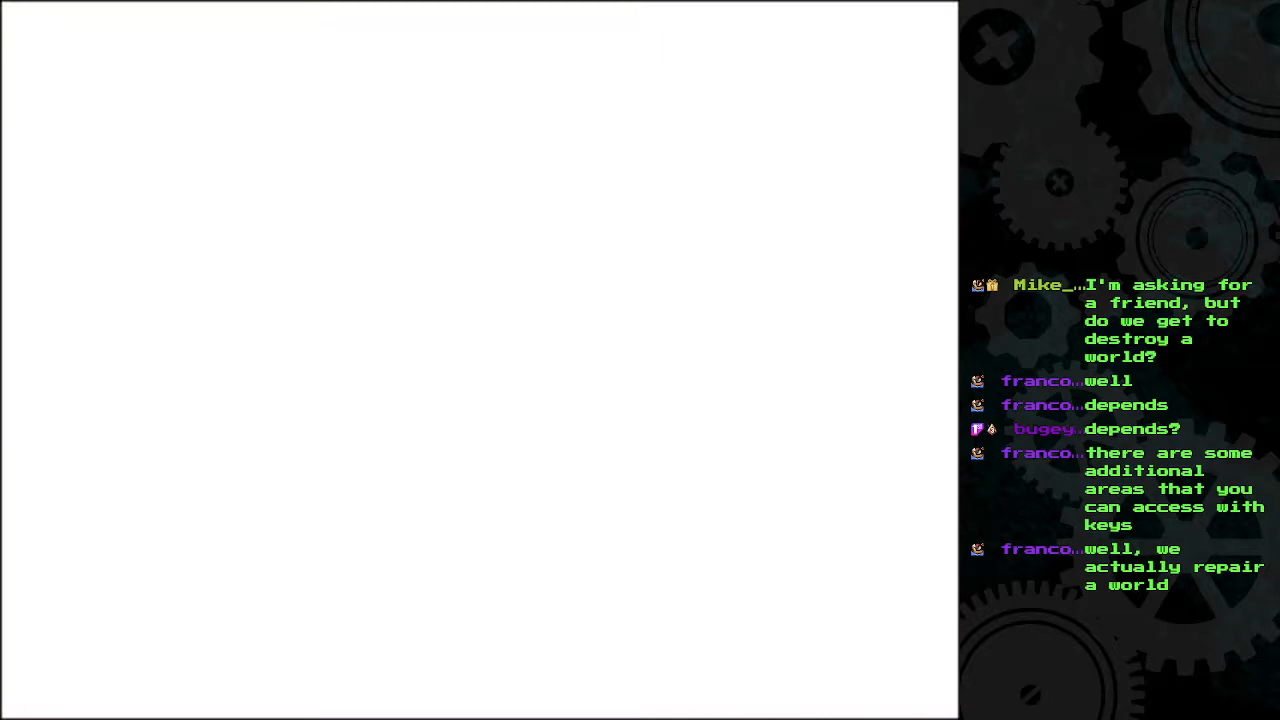 Mike_...I'm asking for
a friend, but
do we get to
destroy a
world?
franco...well
franco...depends
bugey...depends?
franco...there are some
additional
areas that you
can access with
keys
franco...well, we
actually repair
a world